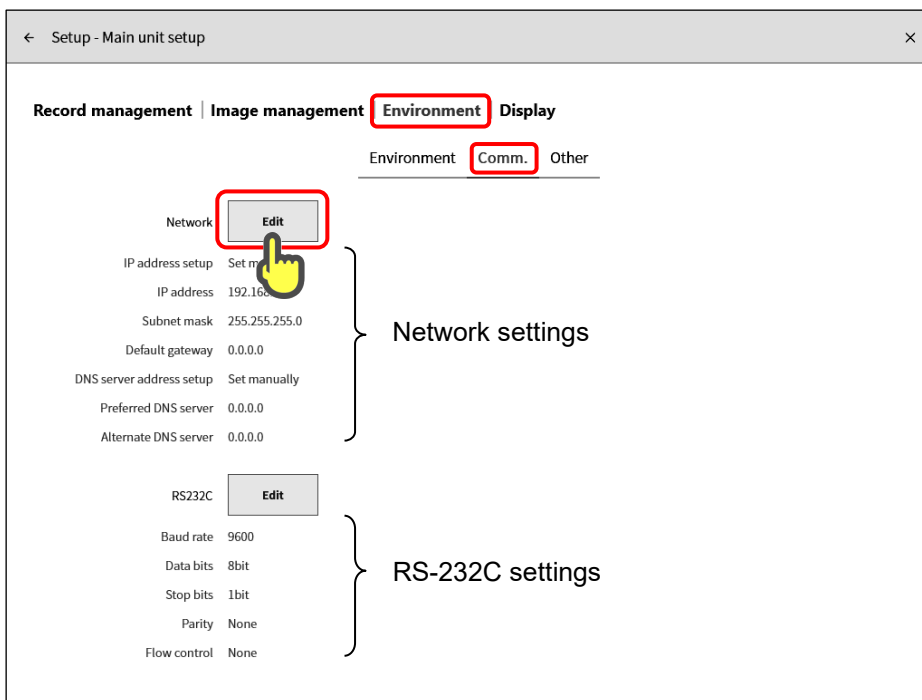 ← Setup - Main unit setup ×
Record management | Image management | Environment Display
Environment Comm. Other
Network Edit
IP address setup Set
IP address 192.168.
Subnet mask 255.255.255.0
Default gateway 0.0.0.0
DNS server address setup Set manually
Preferred DNS server 0.0.0.0
Alternate DNS server 0.0.0.0
Network settings
RS232C Edit
Baud rate 9600
Data bits 8bit
Stop bits 1bit
Parity None
Flow control None
RS-232C settings